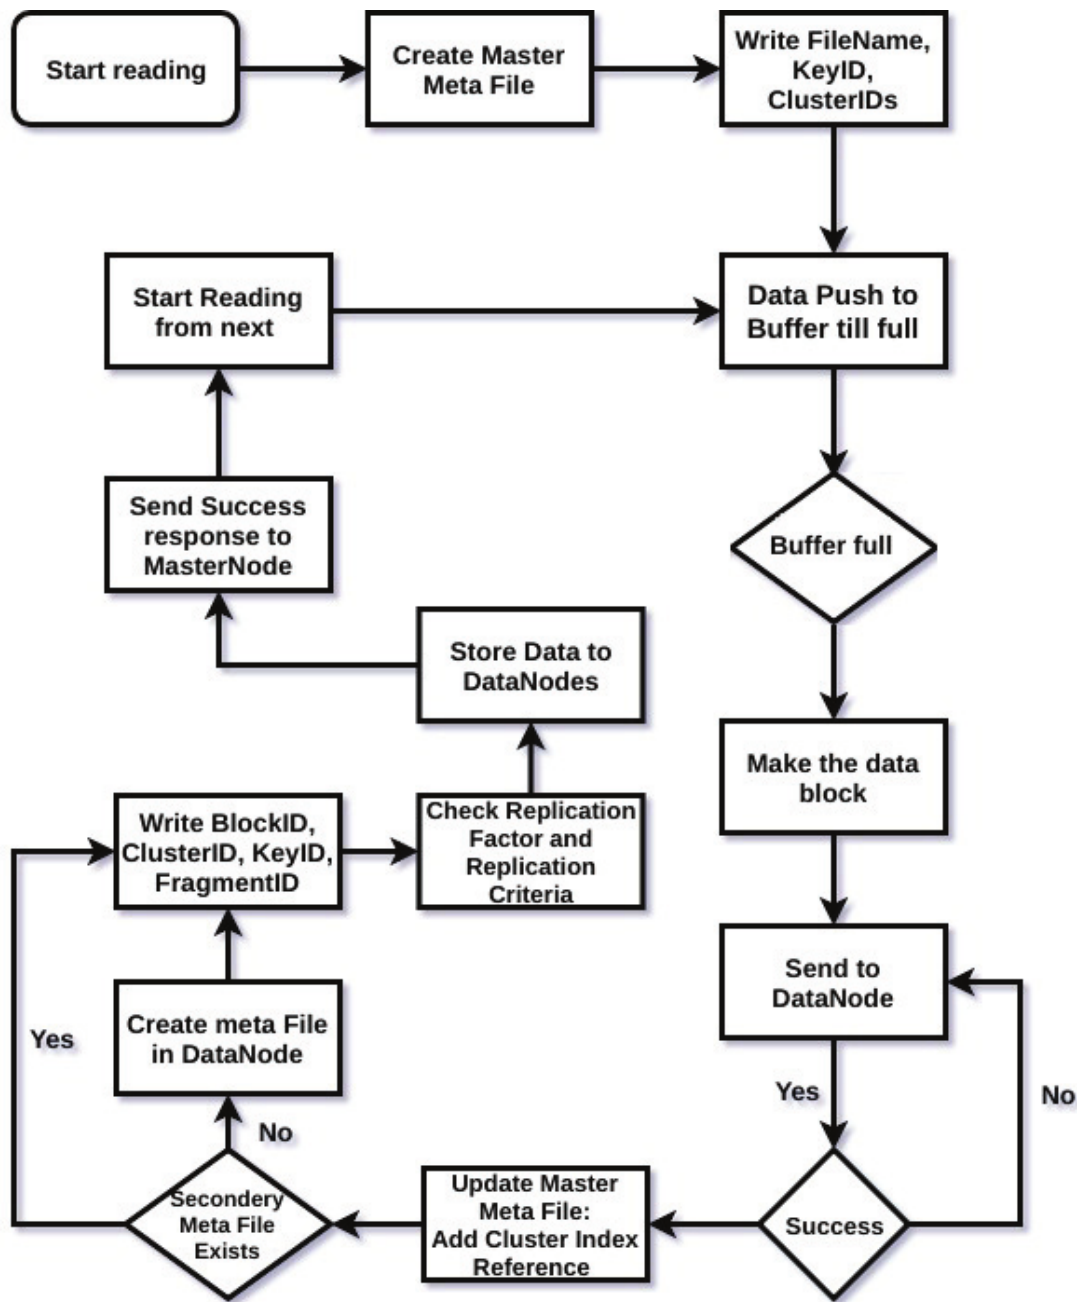 Start reading
Create Master
Meta File
Write FileName,
KeyID,
ClusterIDs
Start Reading
from next
Data Push to
Buffer till full
Send Success
response to
MasterNode
Buffer full
Store Data to
DataNodes
Make the data
block
Write BlockID,
ClusterID, KeyID,
FragmentID
Check Replication
Factor and
Replication
Criteria
Send to
DataNode
Create meta File
in DataNode
Yes
Yes
No
No
Secondery
Meta File
Exists
Update Master
Meta File:
Add Cluster Index
Reference
Success